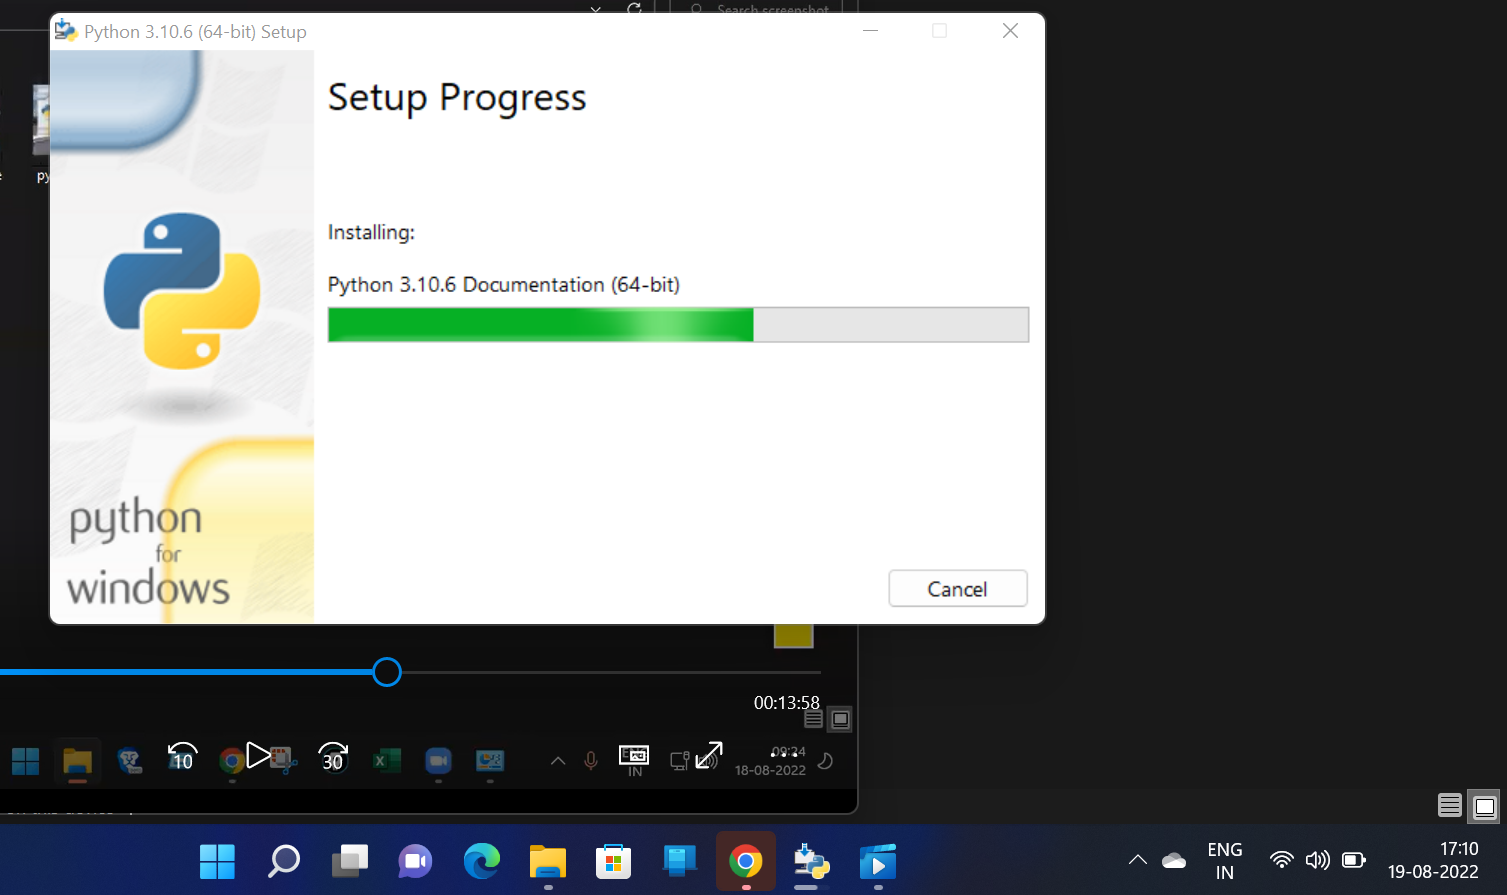 Search screenshot
Python 3.10.6 (64-bit) Setup
Setup Progress
py
Installing:
Python 3.10.6 Documentation (64-bit)
python
for
windows
Cancel
00:13:58
10
30
IN
09:24
18-08-2022
ENG
IN
17:10
19-08-2022